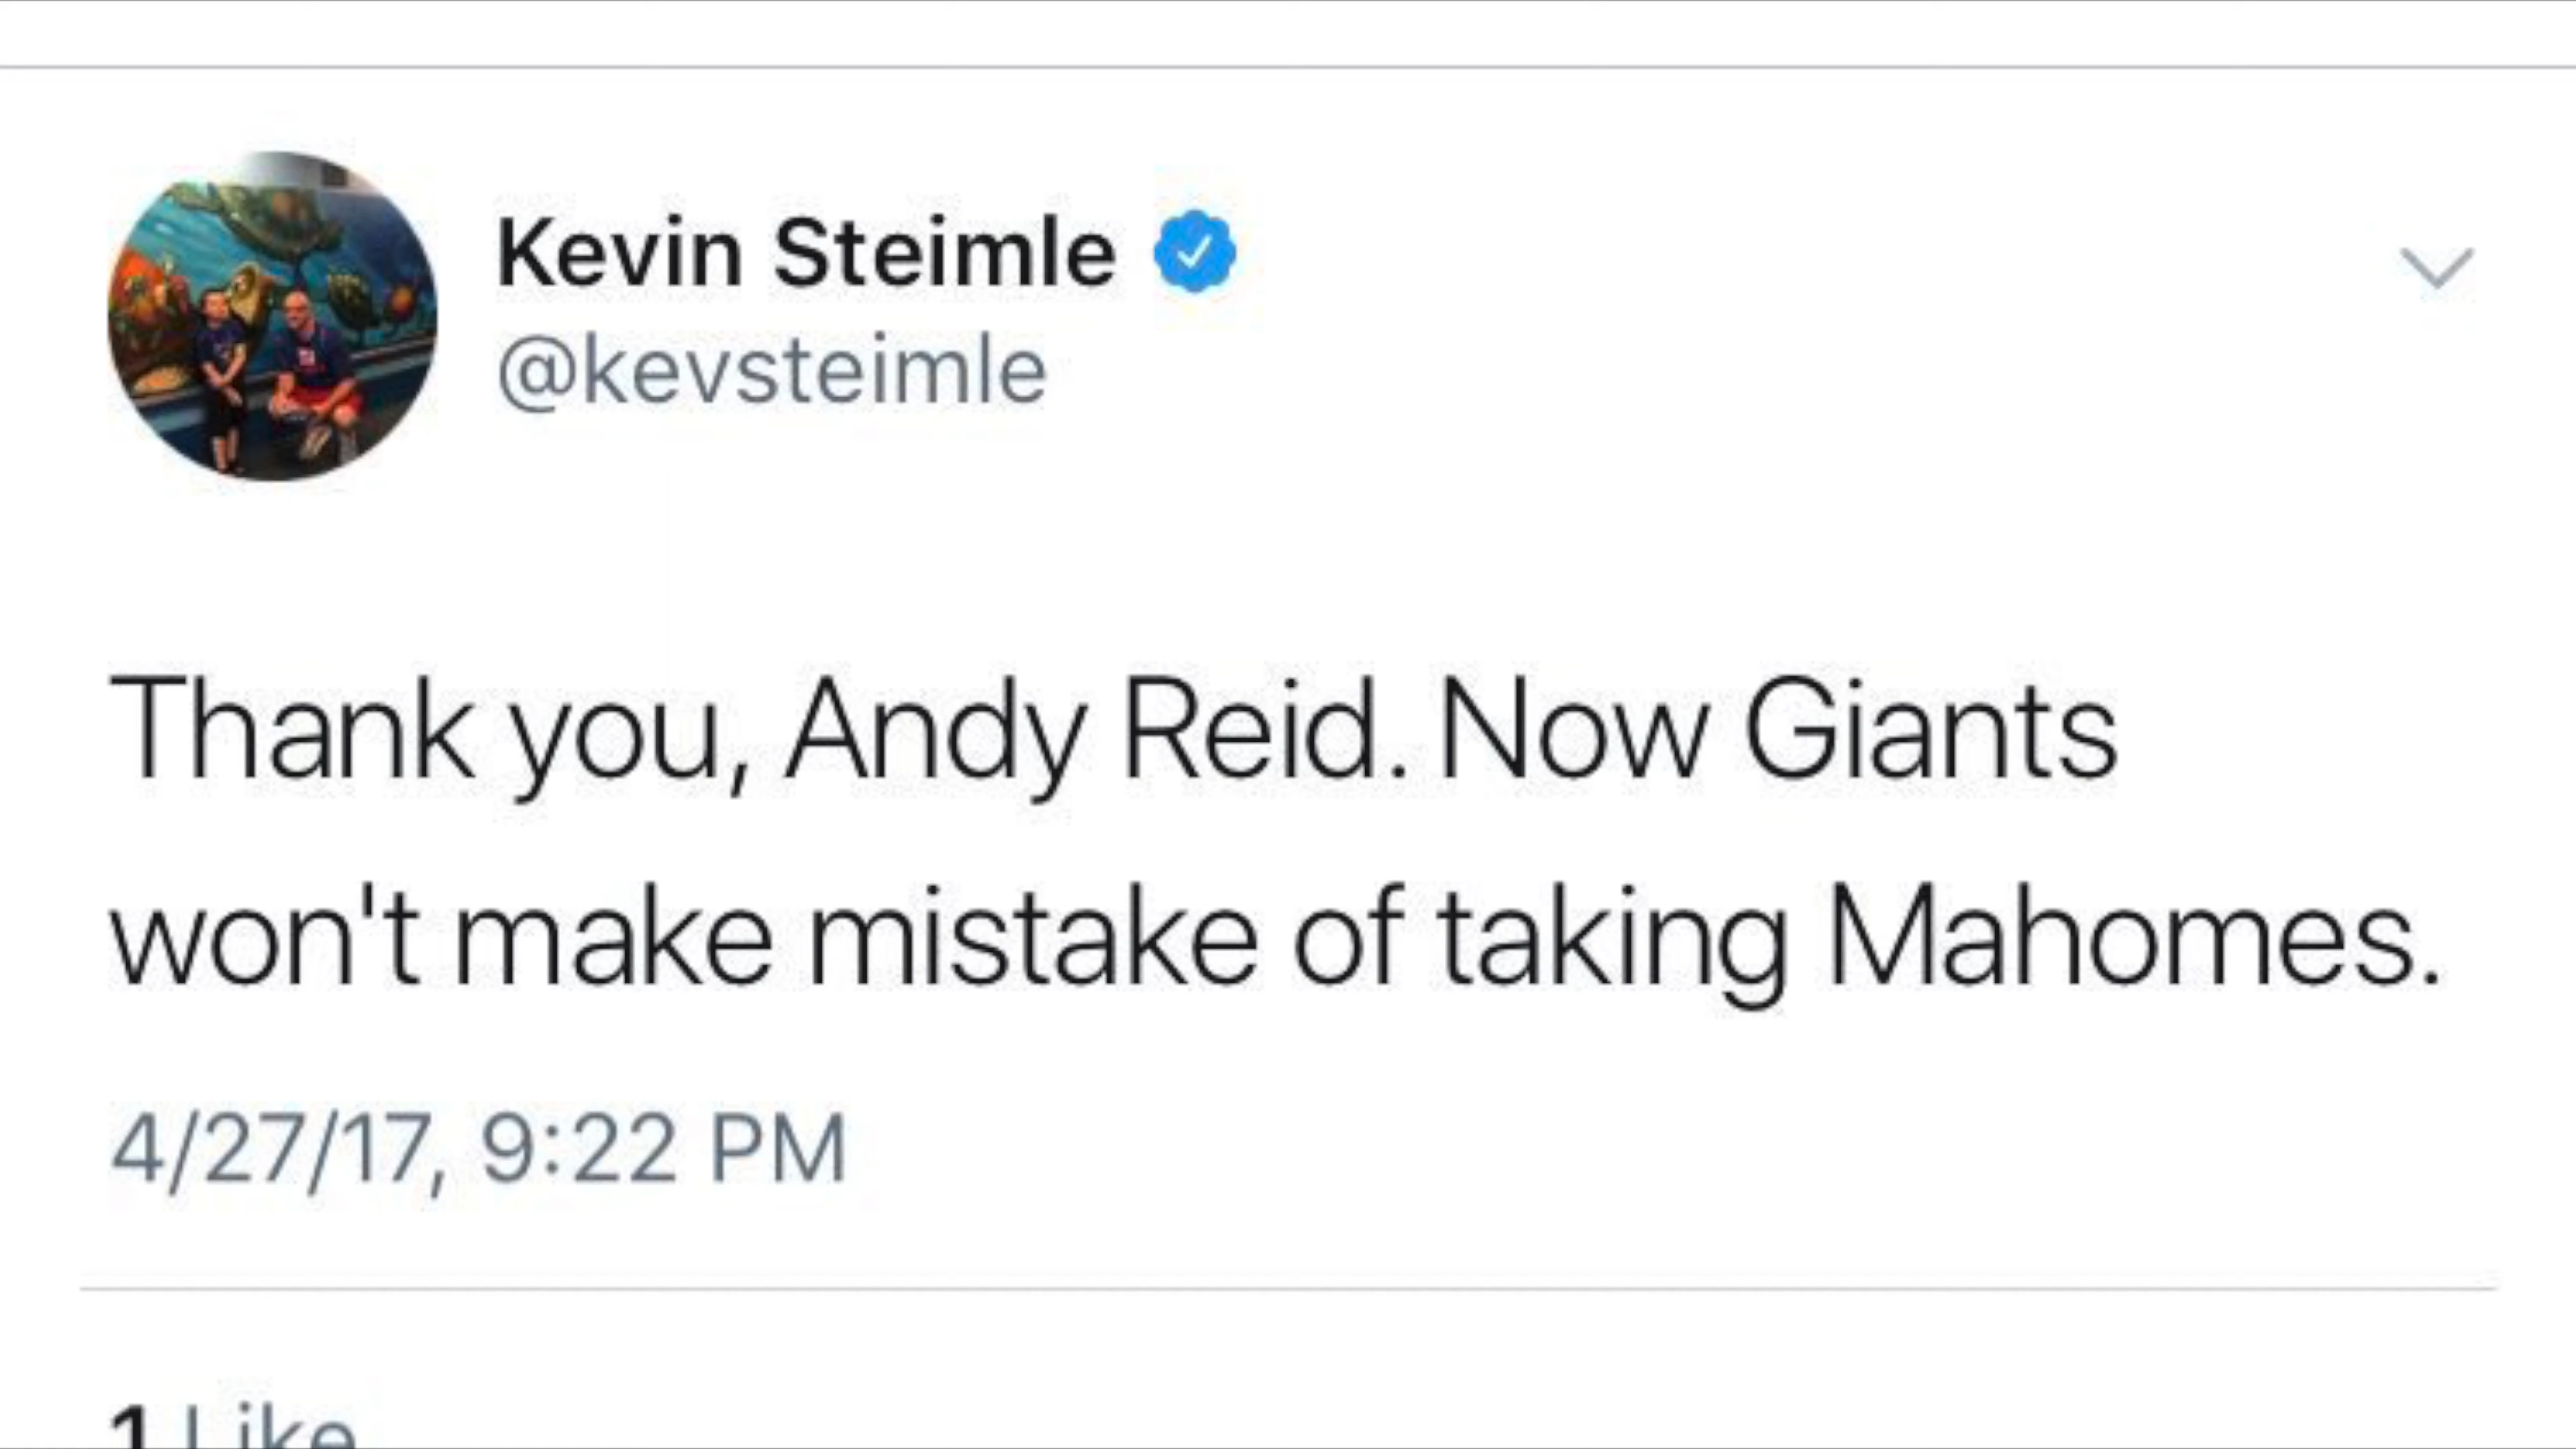 Kevin Steimle
@kevsteimle
Thank you, Andy Reid. Now Giants
won't make mistake of taking Mahomes.
4/27/17, 9:22 PM
1 Like